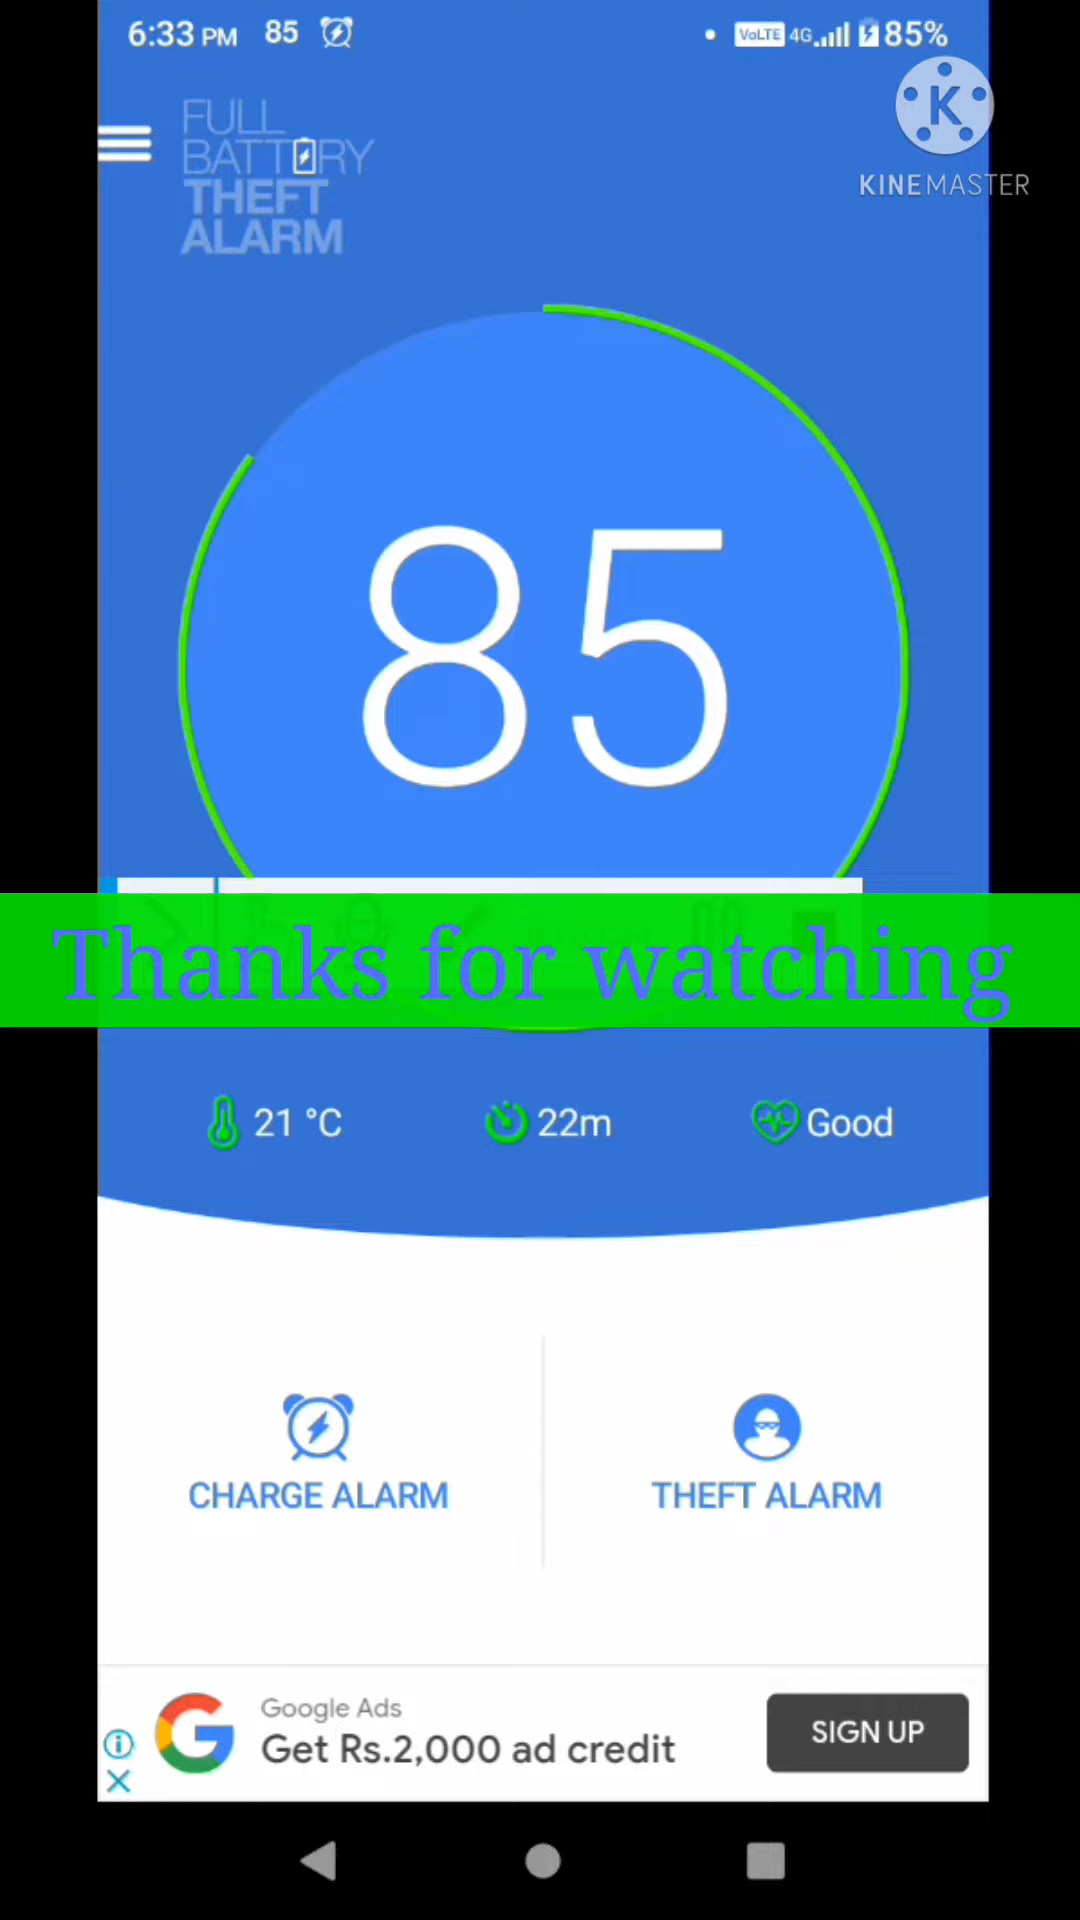 6:33 PM 85 VoLTE 4G 85%
K
KINEMASTER
FULL
BATTERY
THEFT
ALARM
85
Thanks for watching
21 °C 22m Good
CHARGE ALARM THEFT ALARM
Google Ads
Get Rs.2,000 ad credit
SIGN UP